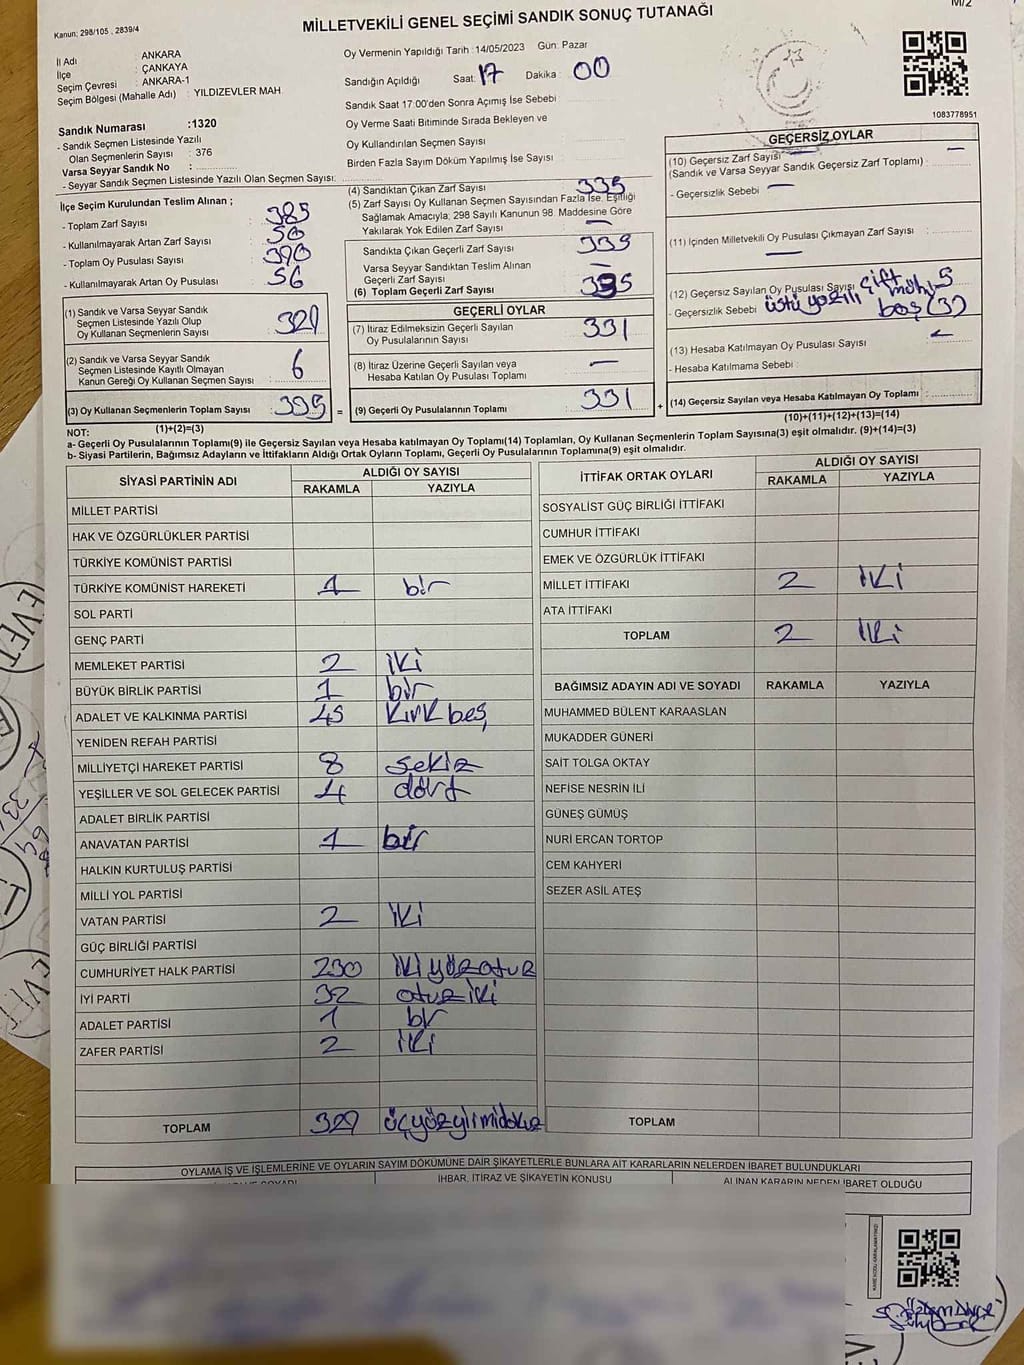 M/2
Kanun: 298/105 , 2839/4
MİLLETVEKİLİ GENEL SEÇİMİ SANDIK SONUÇ TUTANAĞI
İl Adı : ANKARA
İlçe : ÇANKAYA
Seçim Çevresi : ANKARA-1
Seçim Bölgesi (Mahalle Adı) : YILDIZEVLER MAH
Sandık Numarası :1320
- Sandık Seçmen Listesinde Yazılı
Olan Seçmenlerin Sayısı : 376
Varsa Seyyar Sandık No :
- Seyyar Sandık Seçmen Listesinde Yazılı Olan Seçmen Sayısı:
Oy Vermenin Yapıldığı Tarih :14/05/2023 Gün: Pazar
Sandığın Açıldığı Saat: 17 Dakika : 00
Sandık Saat 17:00'den Sonra Açımış İse Sebebi :
Oy Verme Saati Bitiminde Sırada Bekleyen ve
Oy Kullandırılan Seçmen Sayısı :
Birden Fazla Sayım Döküm Yapılmış İse Sayısı :
1083778951
İlçe Seçim Kurulundan Teslim Alınan ;
- Toplam Zarf Sayısı : 385
- Kullanılmayarak Artan Zarf Sayısı : 50
- Toplam Oy Pusulası Sayısı : 390
- Kullanılmayarak Artan Oy Pusulası : 56
(1) Sandık ve Varsa Seyyar Sandık
Seçmen Listesinde Yazılı Olup
Oy Kullanan Seçmenlerin Sayısı : 329
(2) Sandık ve Varsa Seyyar Sandık
Seçmen Listesinde Kayıtlı Olmayan
Kanun Gereği Oy Kullanan Seçmen Sayısı : 6
(3) Oy Kullanan Seçmenlerin Toplam Sayısı : 335 =
(1)+(2)=(3)
(4) Sandıktan Çıkan Zarf Sayısı : 335
(5) Zarf Sayısı Oy Kullanan Seçmen Sayısından Fazla İse, Eşitliği
Sağlamak Amacıyla; 298 Sayılı Kanunun 98. Maddesine Göre
Yakılarak Yok Edilen Zarf Sayısı : —
Sandıkta Çıkan Geçerli Zarf Sayısı : 335
Varsa Seyyar Sandıktan Teslim Alınan
Geçerli Zarf Sayısı : —
(6) Toplam Geçerli Zarf Sayısı : 335
GEÇERLİ OYLAR
(7) İtiraz Edilmeksizin Geçerli Sayılan
Oy Pusulalarının Sayısı : 331
(8) İtiraz Üzerine Geçerli Sayılan veya
Hesaba Katılan Oy Pusulası Toplamı : —
(9) Geçerli Oy Pusulalarının Toplamı : 331 +
GEÇERSİZ OYLAR
(10) Geçersiz Zarf Sayısı —
(Sandık ve Varsa Seyyar Sandık Geçersiz Zarf Toplamı) : —
- Geçersizlik Sebebi : —
(11) İçinden Milletvekili Oy Pusulası Çıkmayan Zarf Sayısı :
—
(12) Geçersiz Sayılan Oy Pusulası Sayısı : 5
- Geçersizlik Sebebi : üstü yazılı çift mühür boş (3)
(13) Hesaba Katılmayan Oy Pusulası Sayısı :
- Hesaba Katılmama Sebebi :
(14) Geçersiz Sayılan veya Hesaba Katılmayan Oy Toplamı :
(10)+(11)+(12)+(13)=(14)
NOT:
a- Geçerli Oy Pusulalarının Toplamı(9) ile Geçersiz Sayılan veya Hesaba katılmayan Oy Toplamı(14) Toplamları, Oy Kullanan Seçmenlerin Toplam Sayısına(3) eşit olmalıdır. (9)+(14)=(3)
b- Siyasi Partilerin, Bağımsız Adayların ve İttifakların Aldığı Ortak Oyların Toplamı, Geçerli Oy Pusulalarının Toplamına(9) eşit olmalıdır.
SİYASİ PARTİNİN ADI ALDIĞI OY SAYISI
RAKAMLA YAZIYLA
MİLLET PARTİSİ
HAK VE ÖZGÜRLÜKLER PARTİSİ
TÜRKİYE KOMÜNİST PARTİSİ
TÜRKİYE KOMÜNİST HAREKETİ 1 bir
SOL PARTİ
GENÇ PARTİ
MEMLEKET PARTİSİ 2 iki
BÜYÜK BİRLİK PARTİSİ 1 bir
ADALET VE KALKINMA PARTİSİ 45 Kırk beş
YENİDEN REFAH PARTİSİ
MİLLİYETÇİ HAREKET PARTİSİ 8 sekiz
YEŞİLLER VE SOL GELECEK PARTİSİ 4 dört
ADALET BİRLİK PARTİSİ
ANAVATAN PARTİSİ 1 bir
HALKIN KURTULUŞ PARTİSİ
MİLLİ YOL PARTİSİ
VATAN PARTİSİ 2 iki
GÜÇ BİRLİĞİ PARTİSİ
CUMHURİYET HALK PARTİSİ 230 iki yüz otuz
İYİ PARTİ 32 otuz iki
ADALET PARTİSİ 1 bir
ZAFER PARTİSİ 2 iki
TOPLAM 329 üçyüzyirmidokuz
İTTİFAK ORTAK OYLARI ALDIĞI OY SAYISI
RAKAMLA YAZIYLA
SOSYALİST GÜÇ BİRLİĞİ İTTİFAKI
CUMHUR İTTİFAKI
EMEK VE ÖZGÜRLÜK İTTİFAKI
MİLLET İTTİFAKI 2 iki
ATA İTTİFAKI
TOPLAM 2 iki
BAĞIMSIZ ADAYIN ADI VE SOYADI RAKAMLA YAZIYLA
MUHAMMED BÜLENT KARAASLAN
MUKADDER GÜNERİ
SAİT TOLGA OKTAY
NEFİSE NESRİN İLİ
GÜNEŞ GÜMÜŞ
NURİ ERCAN TORTOP
CEM KAHYERİ
SEZER ASİL ATEŞ
TOPLAM
OYLAMA İŞ VE İŞLEMLERİNE VE OYLARIN SAYIM DÖKÜMÜNE DAİR ŞİKAYETLERLE BUNLARA AİT KARARLARIN NELERDEN İBARET BULUNDUKLARI
İHBAR, İTİRAZ VE ŞİKAYETİN KONUSU
ALINAN KARARIN NEDEN İBARET OLDUĞU
EVET